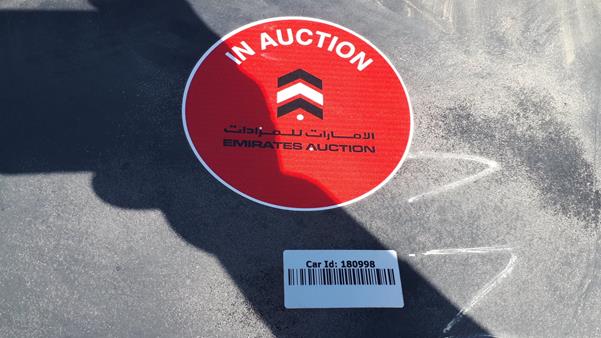 IN AUCTION
الامارات للمزادات
EMIRATES AUCTION
Car Id: 180998